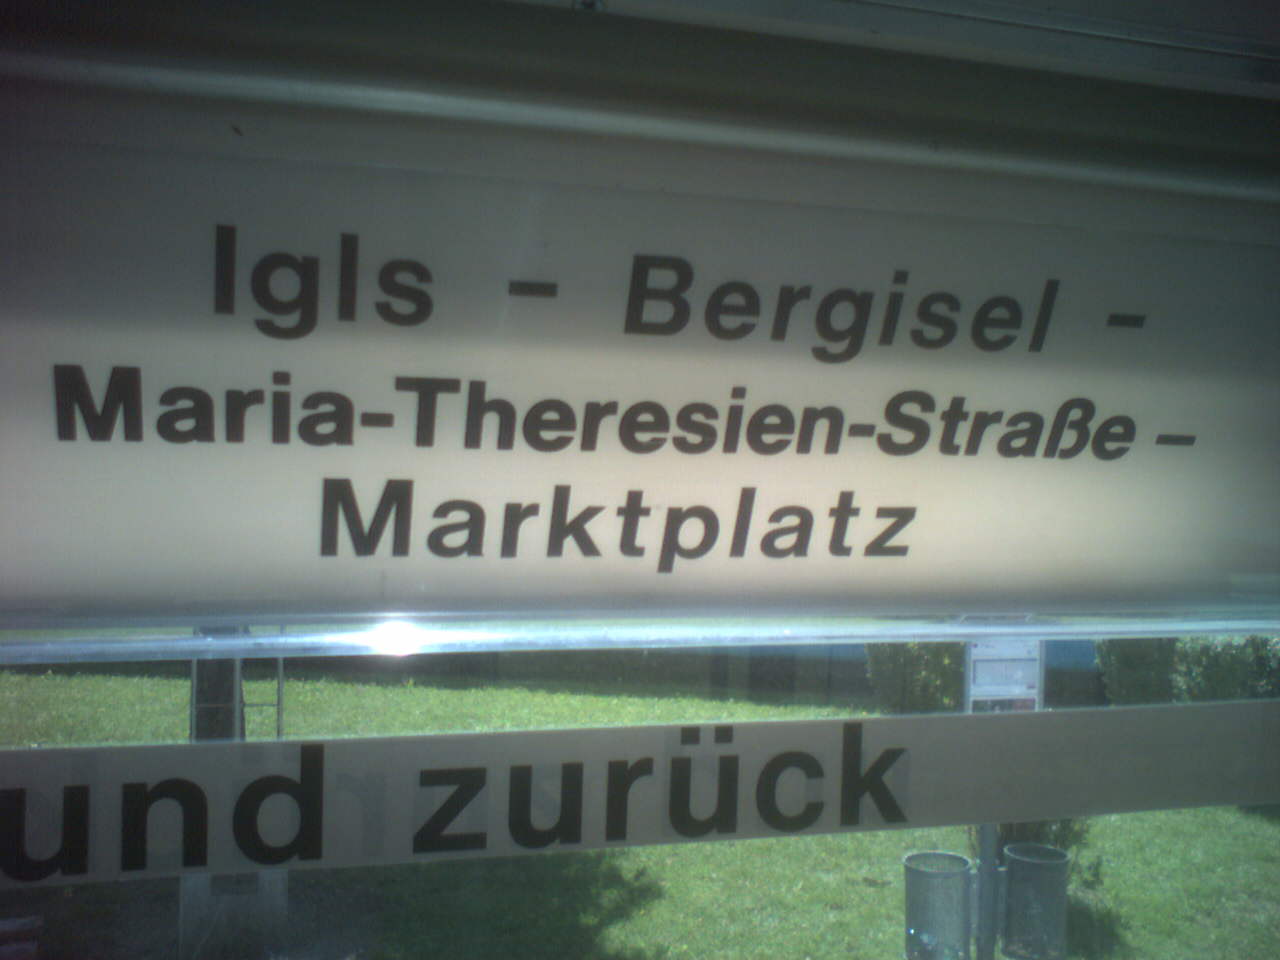 Igls – Bergisel –
Maria-Theresien-Straße –
Marktplatz
und zurück